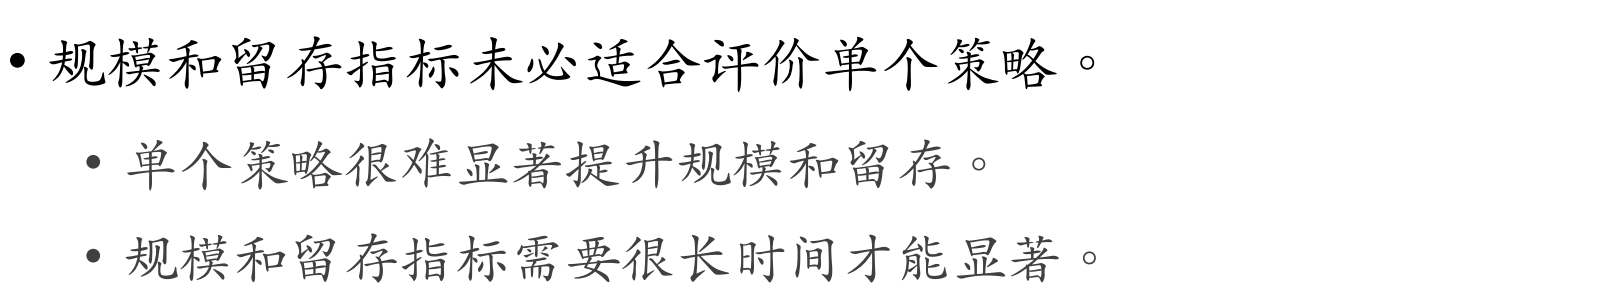 • 规模和留存指标未必适合评价单个策略。
• 单个策略很难显著提升规模和留存。
• 规模和留存指标需要很长时间才能显著。